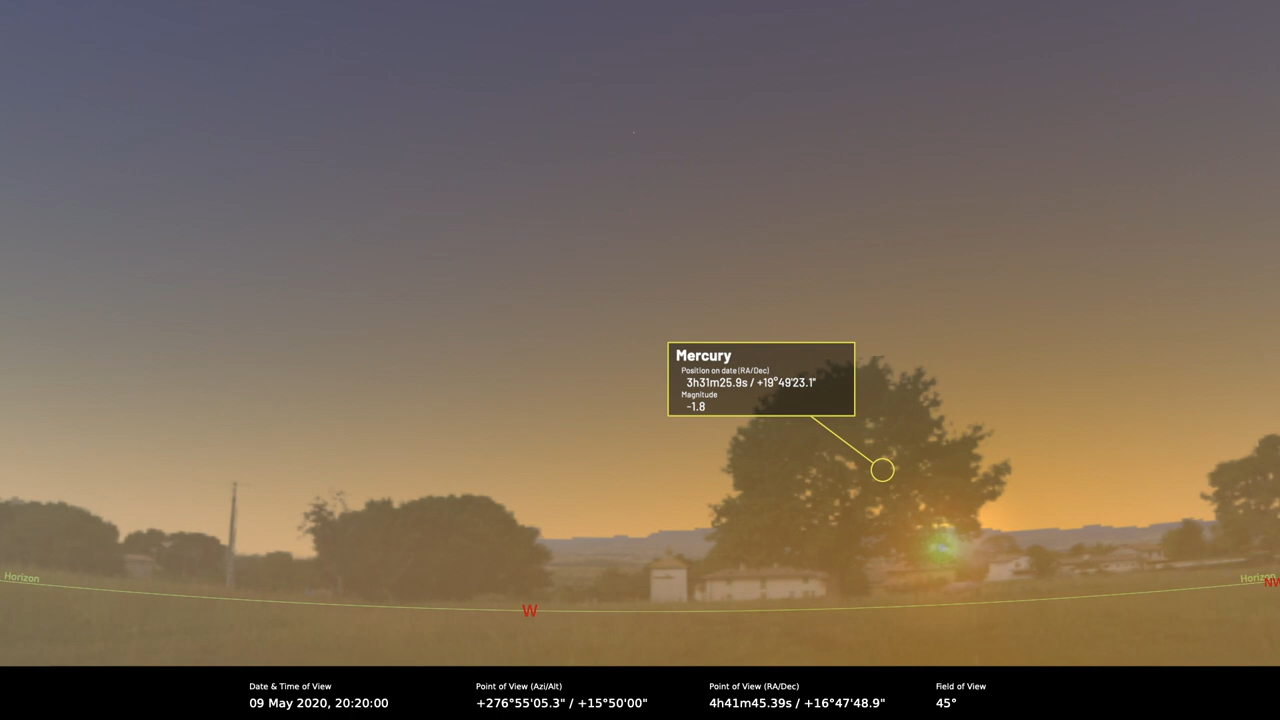 Mercury
Position on date (RA/Dec)
3h31m25.9s / +19°49'23.1"
Magnitude
-1.8
Horizon
Horizon
NW
W
Date & Time of View
09 May 2020, 20:20:00
Point of View (Azi/Alt)
+276°55'05.3" / +15°50'00"
Point of View (RA/Dec)
4h41m45.39s / +16°47'48.9"
Field of View
45°